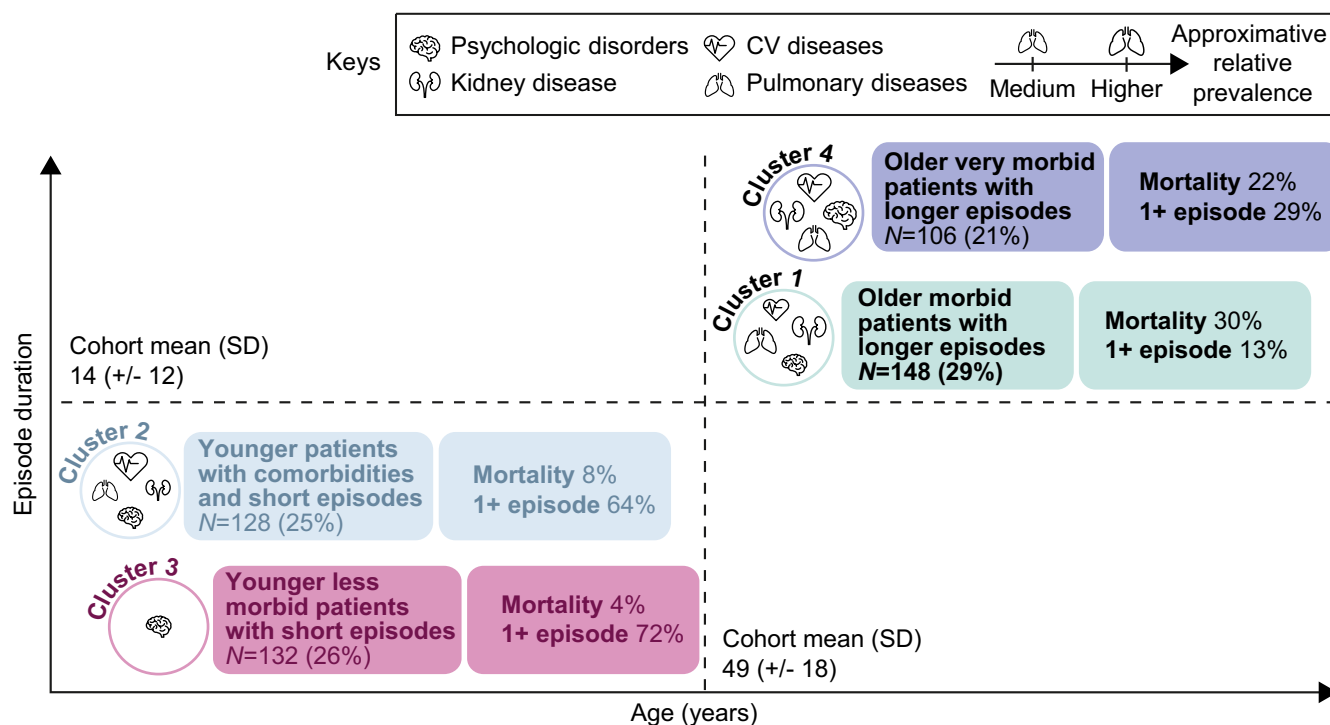 Keys
Psychologic disorders
CV diseases
Kidney disease
Pulmonary diseases
Medium
Higher
Approximative
relative
prevalence
Episode duration
Cluster 4
Older very morbid
patients with
longer episodes
N=106 (21%)
Mortality 22%
1+ episode 29%
Cluster 1
Older morbid
patients with
longer episodes
N=148 (29%)
Mortality 30%
1+ episode 13%
Cohort mean (SD)
14 (+/- 12)
Cluster 2
Younger patients
with comorbidities
and short episodes
N=128 (25%)
Mortality 8%
1+ episode 64%
Cluster 3
Younger less
morbid patients
with short episodes
N=132 (26%)
Mortality 4%
1+ episode 72%
Cohort mean (SD)
49 (+/- 18)
Age (years)